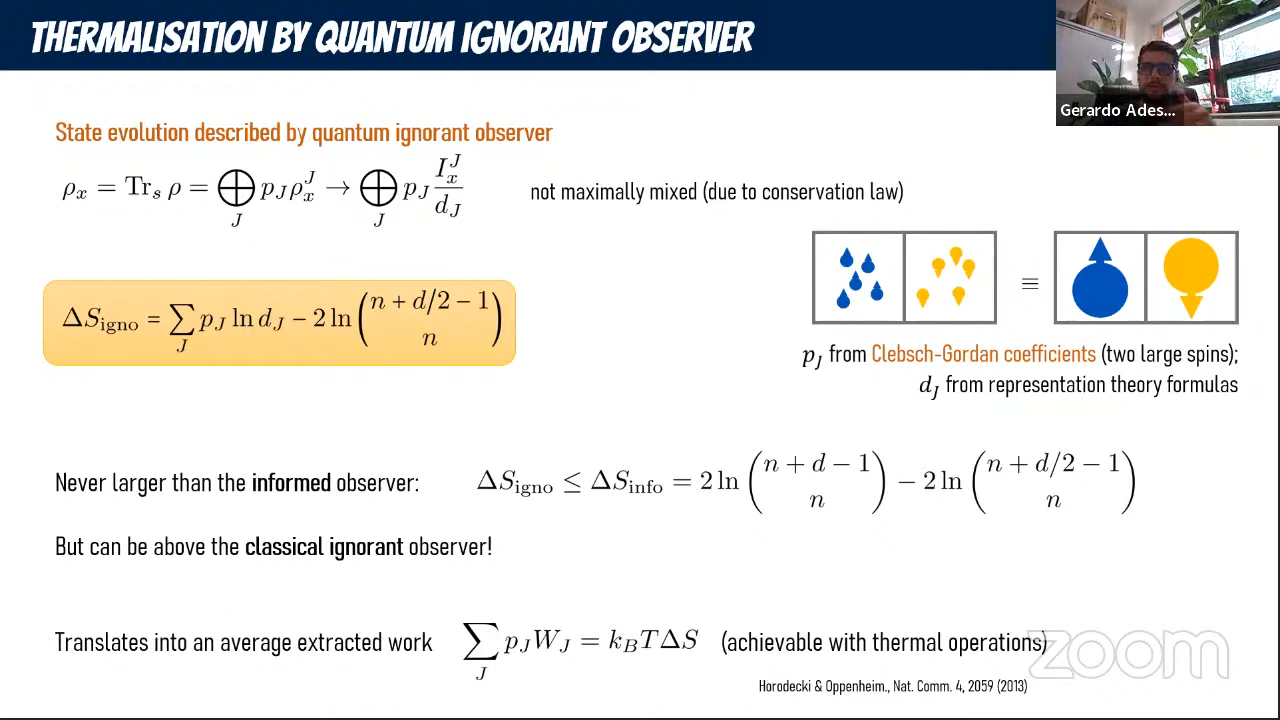 THERMALISATION BY QUANTUM IGNORANT OBSERVER
Gerardo Ades...
State evolution described by quantum ignorant observer
ρ_x = Tr_s ρ = ⨁_J p_J ρ_x^J → ⨁_J p_J I_x^J / d_J
not maximally mixed (due to conservation law)
ΔS_igno = ∑_J p_J ln d_J − 2 ln (n + d/2 − 1 n)
≡
p_J from Clebsch-Gordan coefficients (two large spins);
d_J from representation theory formulas
Never larger than the informed observer: ΔS_igno ≤ ΔS_info = 2 ln (n + d − 1 n) − 2 ln (n + d/2 − 1 n)
But can be above the classical ignorant observer!
Translates into an average extracted work ∑_J p_J W_J = k_B T ΔS (achievable with thermal operations)
zoom
Horodecki & Oppenheim., Nat. Comm. 4, 2059 (2013)